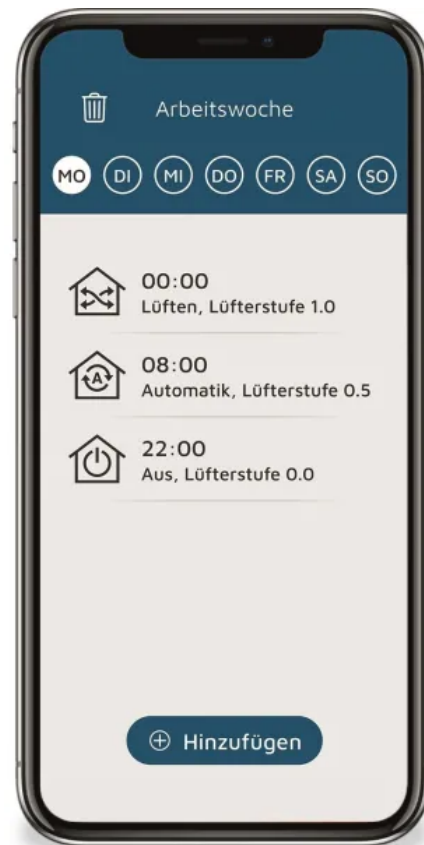 Arbeitswoche
MO DI MI DO FR SA SO
00:00
Lüften, Lüfterstufe 1.0
A
08:00
Automatik, Lüfterstufe 0.5
22:00
Aus, Lüfterstufe 0.0
Hinzufügen